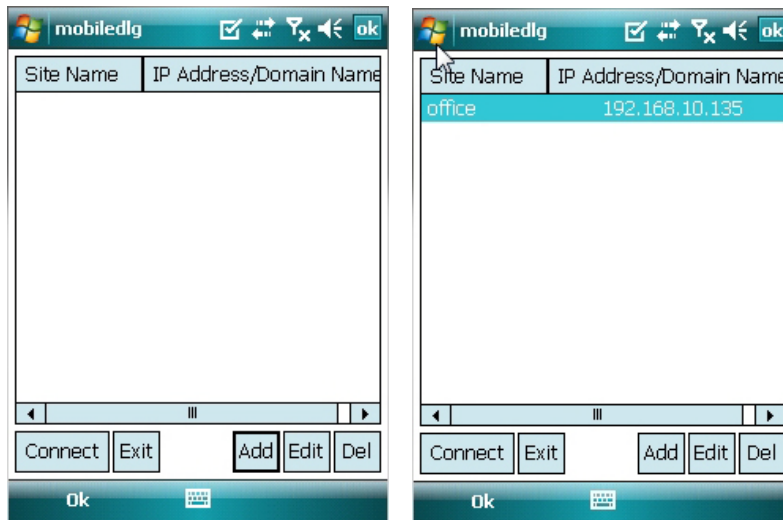 mobiledlg ok
Site Name IP Address/Domain Name
Connect Exit Add Edit Del
Ok
mobiledlg ok
Site Name IP Address/Domain Name
office 192.168.10.135
Connect Exit Add Edit Del
Ok